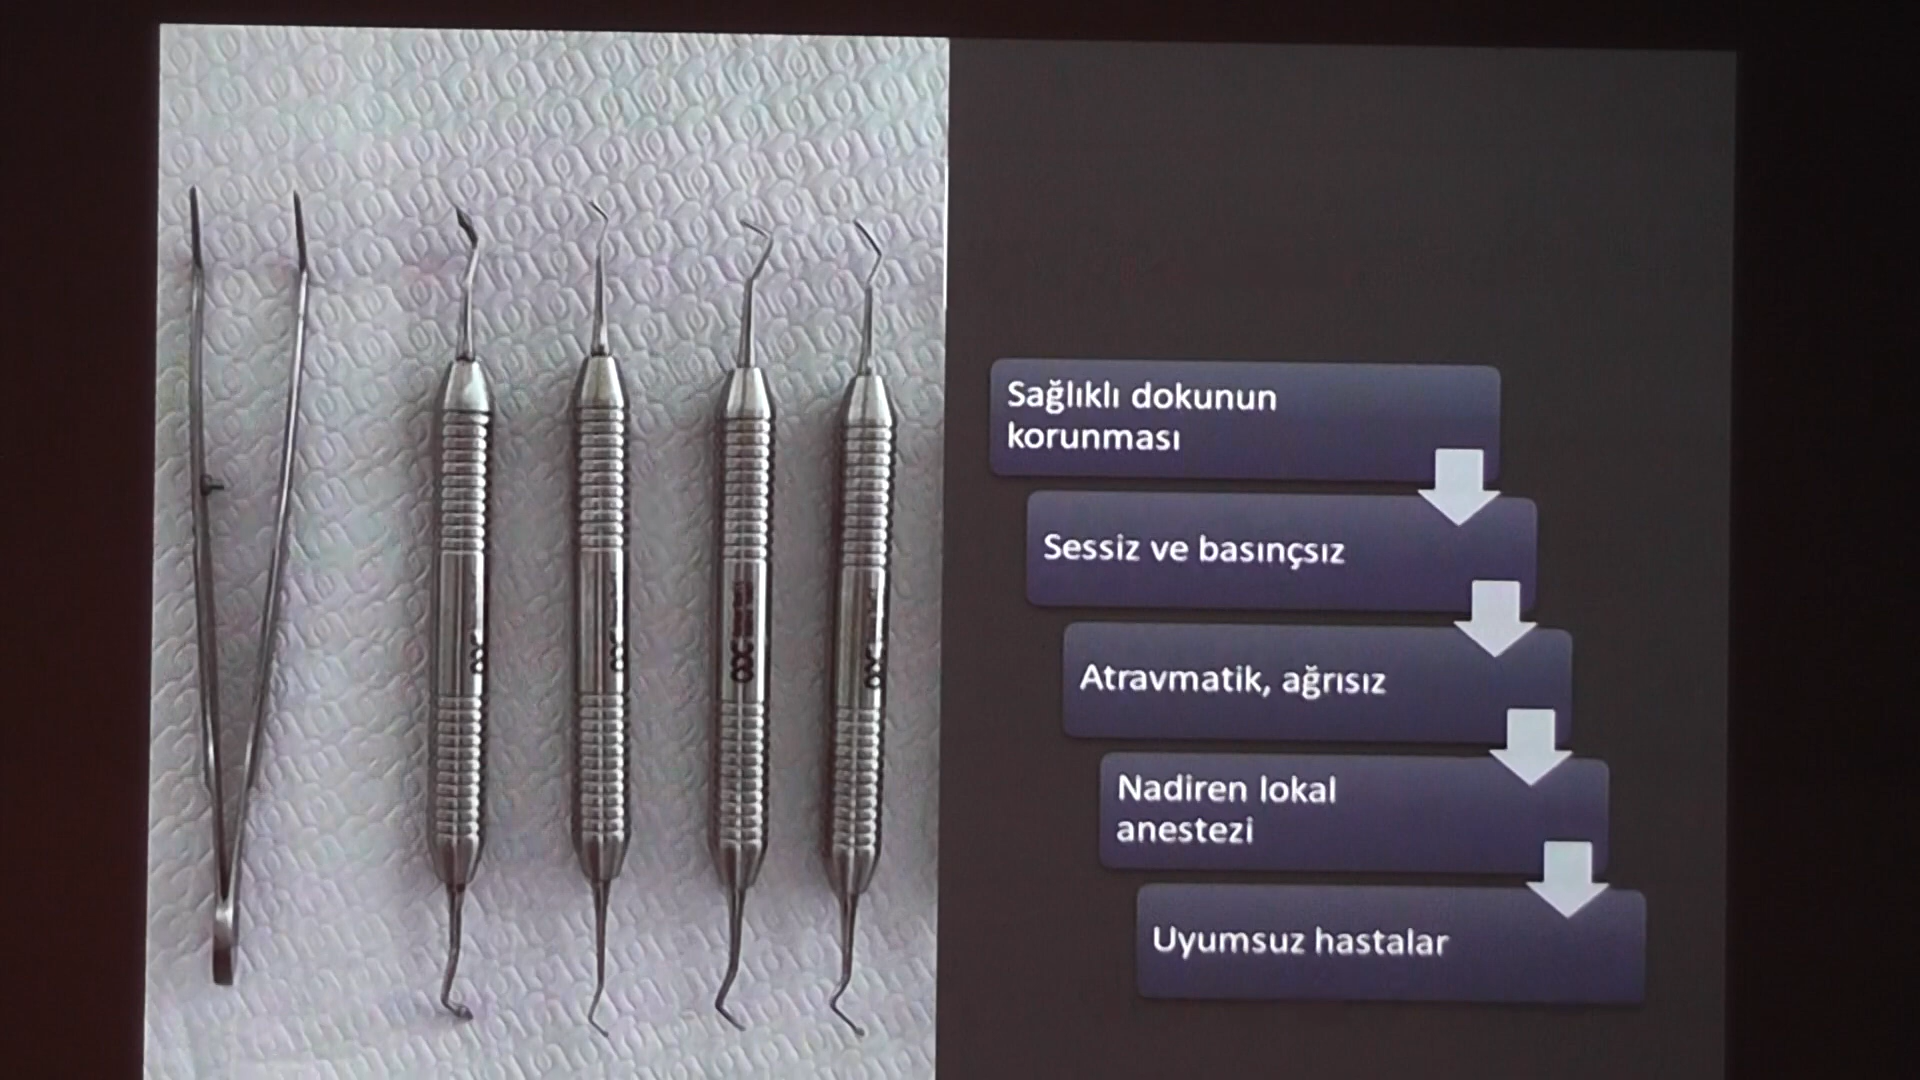 Sağlıklı dokunun
korunması
Sessiz ve basınçsız
Atravmatik, ağrısız
Nadiren lokal
anestezi
Uyumsuz hastalar